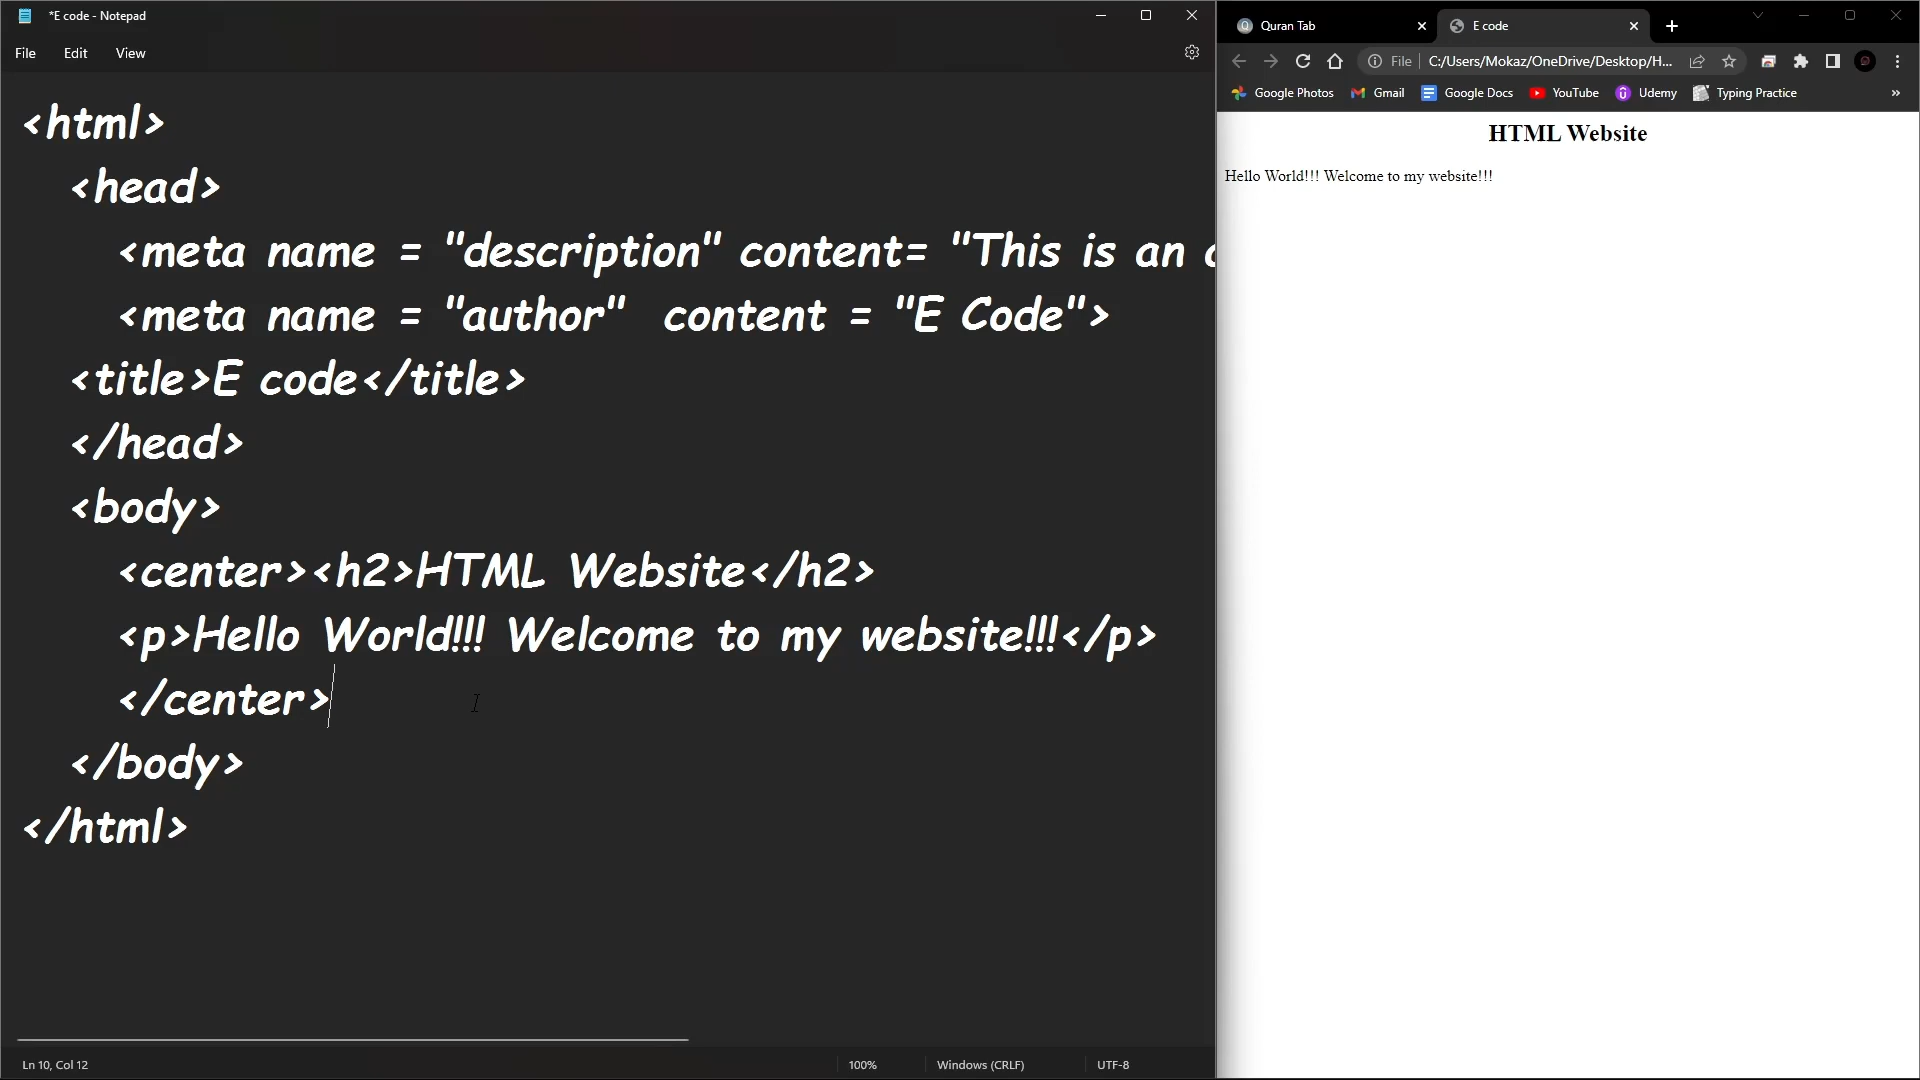 *E code - Notepad
File Edit View
<html>
<head>
<meta name = "description" content= "This is an
<meta name = "author"  content = "E Code">
<title>E code</title>
</head>
<body>
<center><h2>HTML Website</h2>
<p>Hello World!!! Welcome to my website!!!</p>
</center>
</body>
</html>
Ln 10, Col 12 100% Windows (CRLF) UTF-8
Quran Tab E code
File C:/Users/Mokaz/OneDrive/Desktop/H...
Google Photos Gmail Google Docs YouTube Udemy Typing Practice »
HTML Website
Hello World!!! Welcome to my website!!!